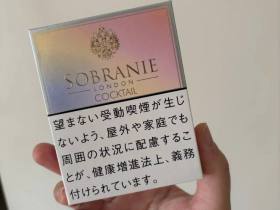 SOBRANIE
LONDON
COCKTAIL
望まない受動喫煙が生じ
ないよう、屋外や家庭でも
周囲の状況に配慮するこ
とが、健康増進法上、義務
付けられています。